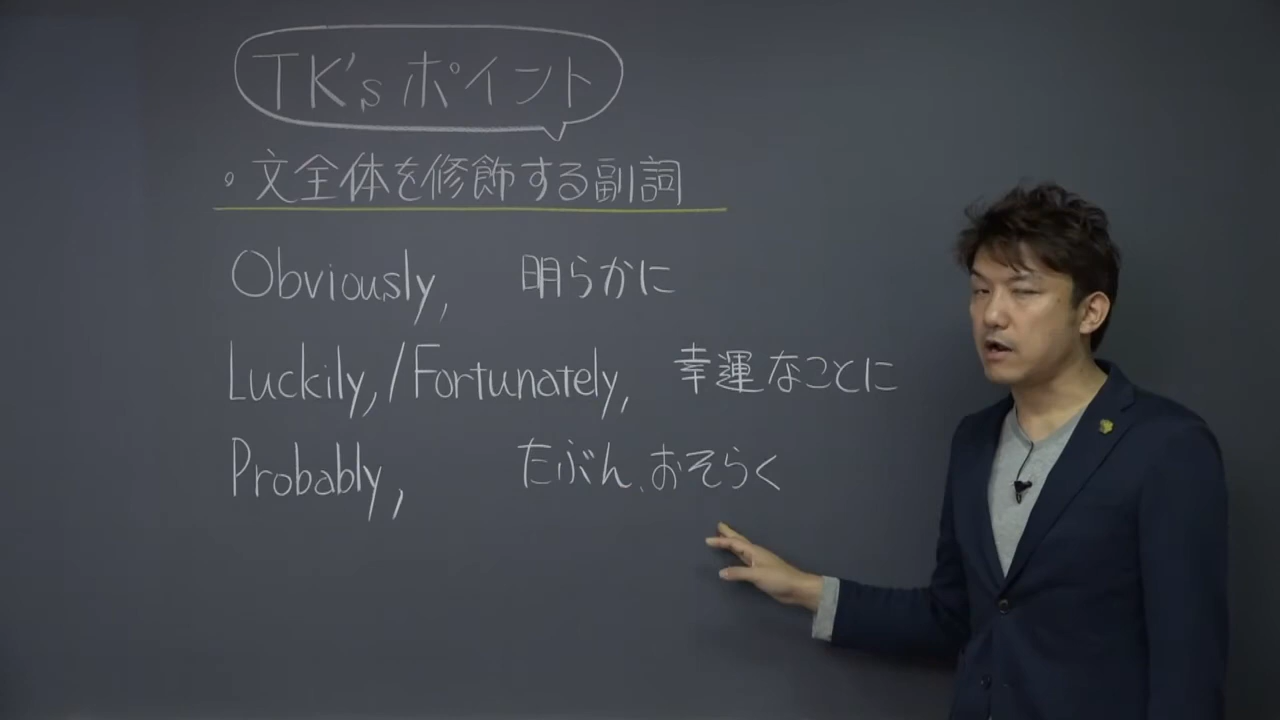 TK'sポイント
。文全体を修飾する副詞
Obviously, 明らかに
Luckily,/Fortunately, 幸運なことに
Probably, たぶん、おそらく